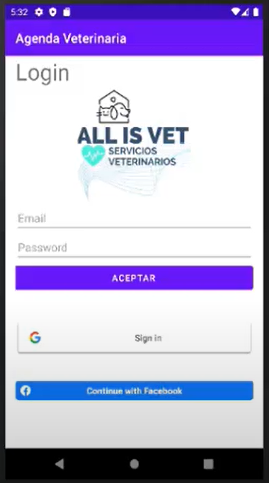 5:32
Agenda Veterinaria
Login
ALL IS VET
SERVICIOS
VETERINARIOS
Email
Password
ACEPTAR
Sign in
Continue with Facebook